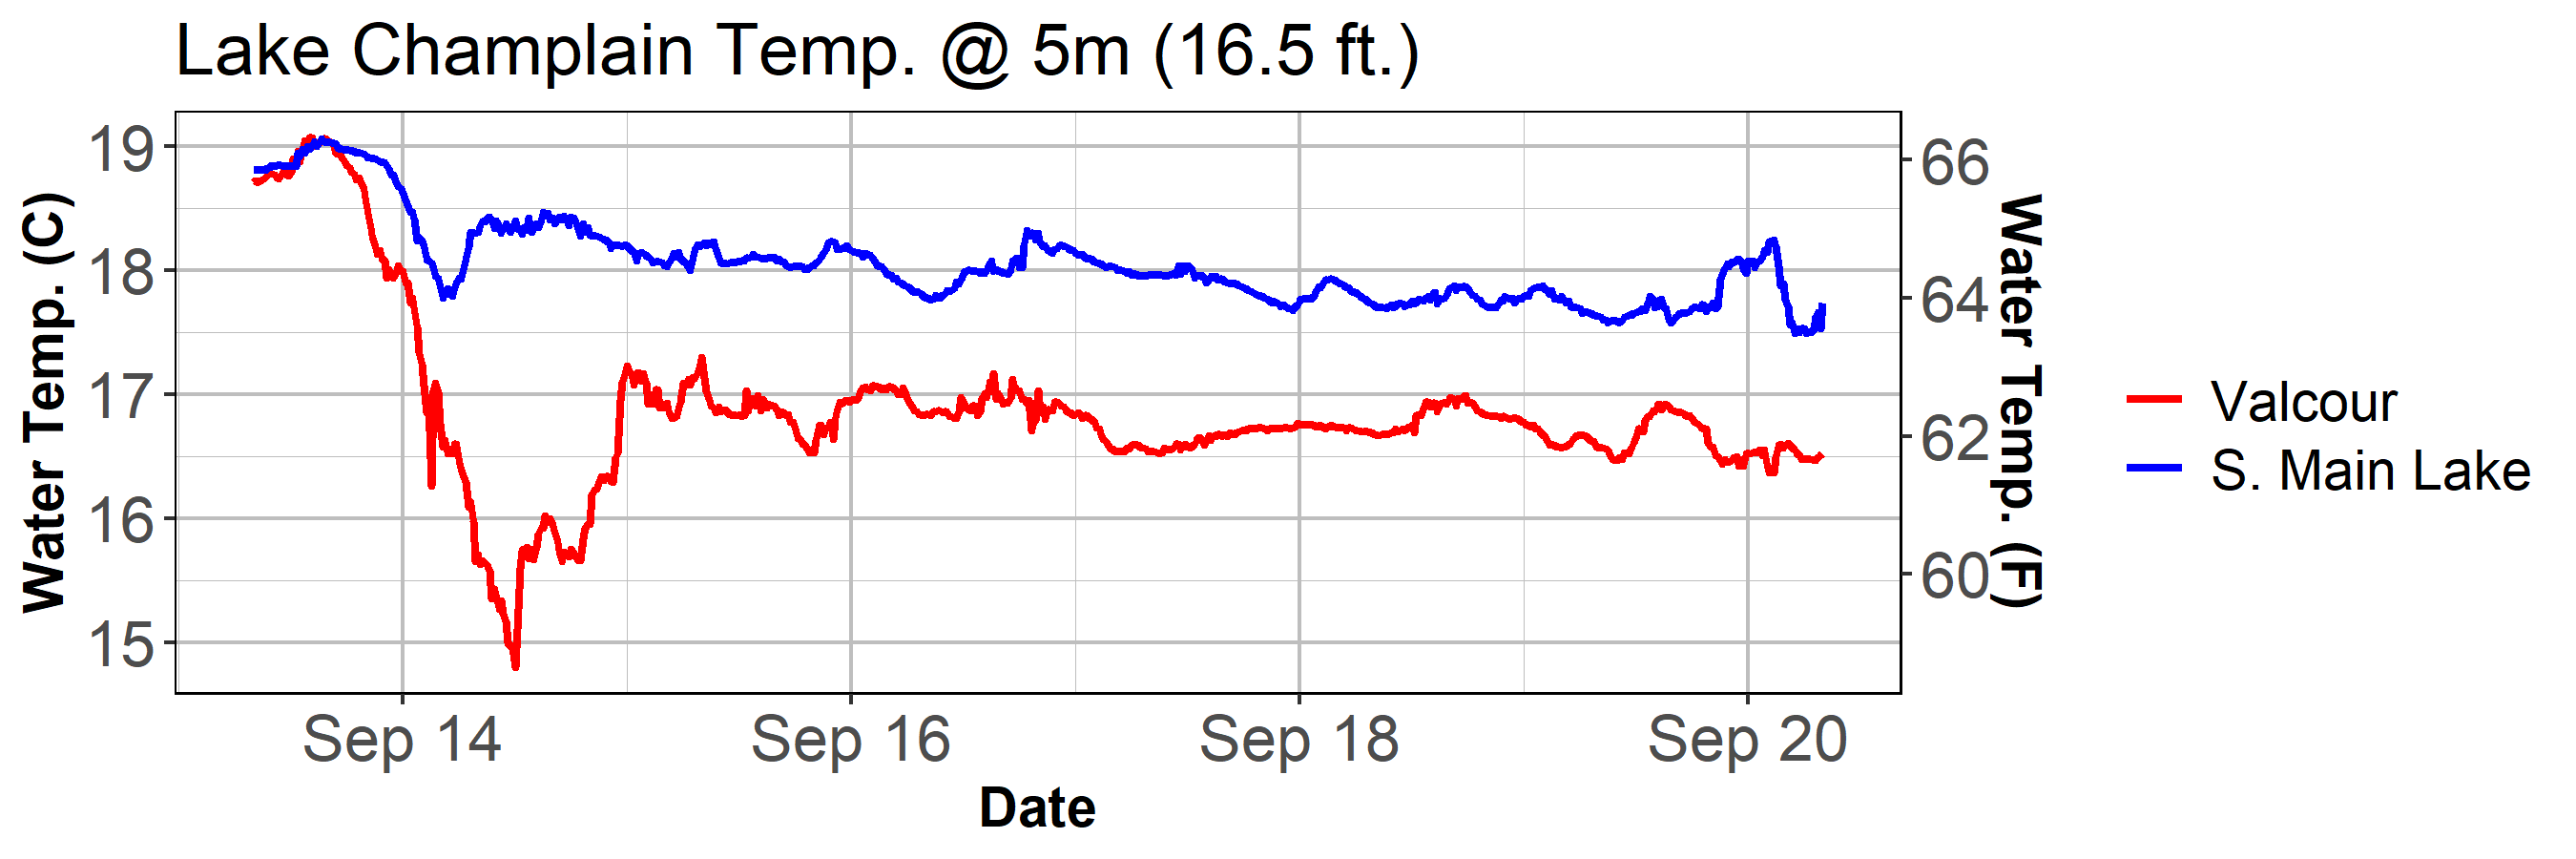 Lake Champlain Temp. @ 5m (16.5 ft.)
Water Temp. (C)
19
18
17
16
15
66
64
62
60
Water Temp. (F)
Sep 14
Sep 16
Sep 18
Sep 20
Date
Valcour
S. Main Lake